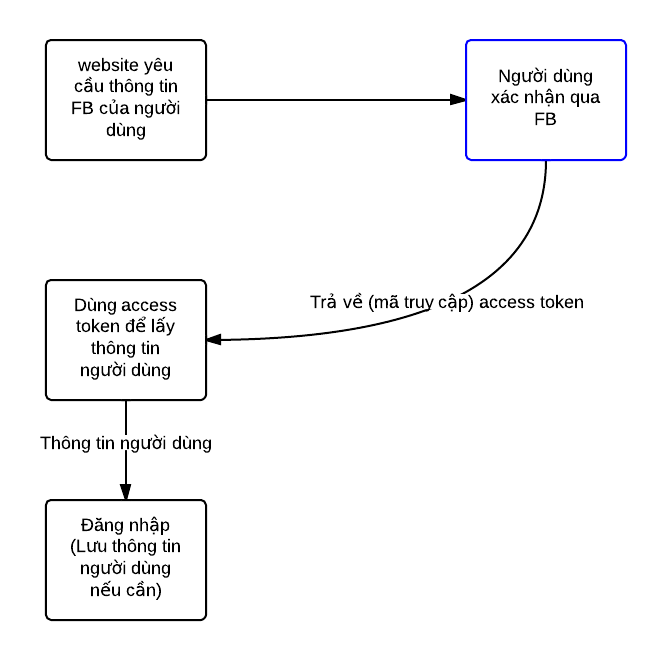 website yêu
cầu thông tin
FB của người
dùng
Người dùng
xác nhận qua
FB
Trả về (mã truy cập) access token
Dùng access
token để lấy
thông tin
người dùng
Thông tin người dùng
Đăng nhập
(Lưu thông tin
người dùng
nếu cần)